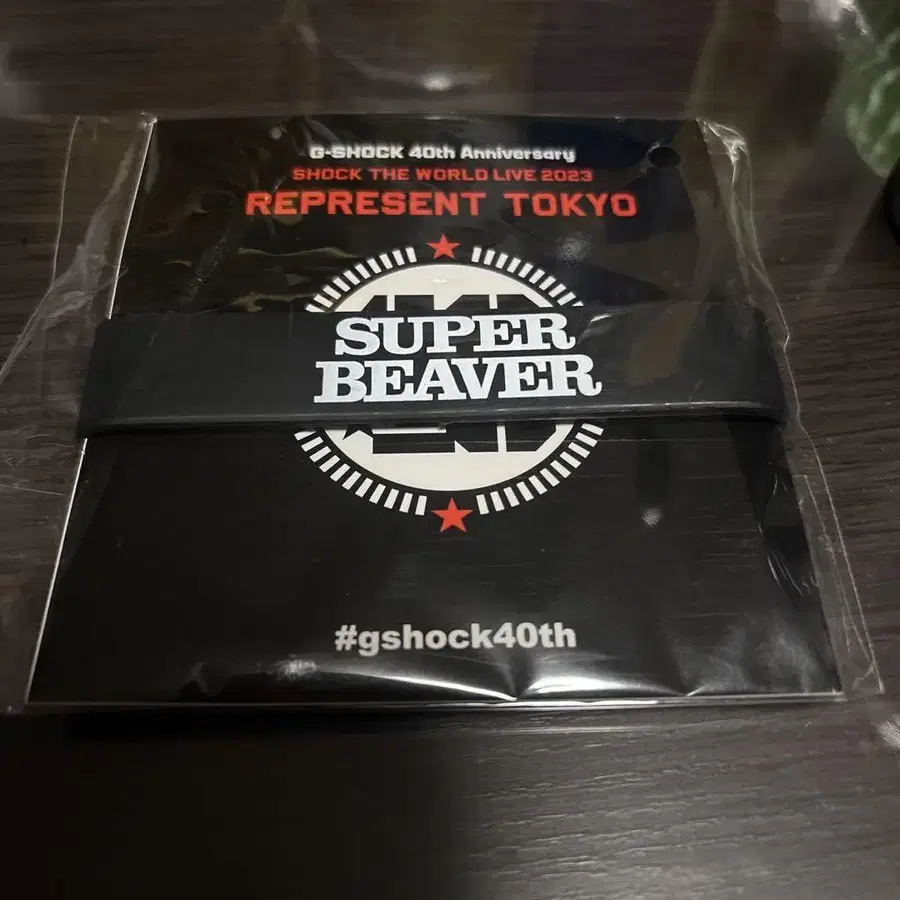 G-SHOCK 40th Anniversary
SHOCK THE WORLD LIVE 2023
REPRESENT TOKYO
SUPER
BEAVER
#gshock40th